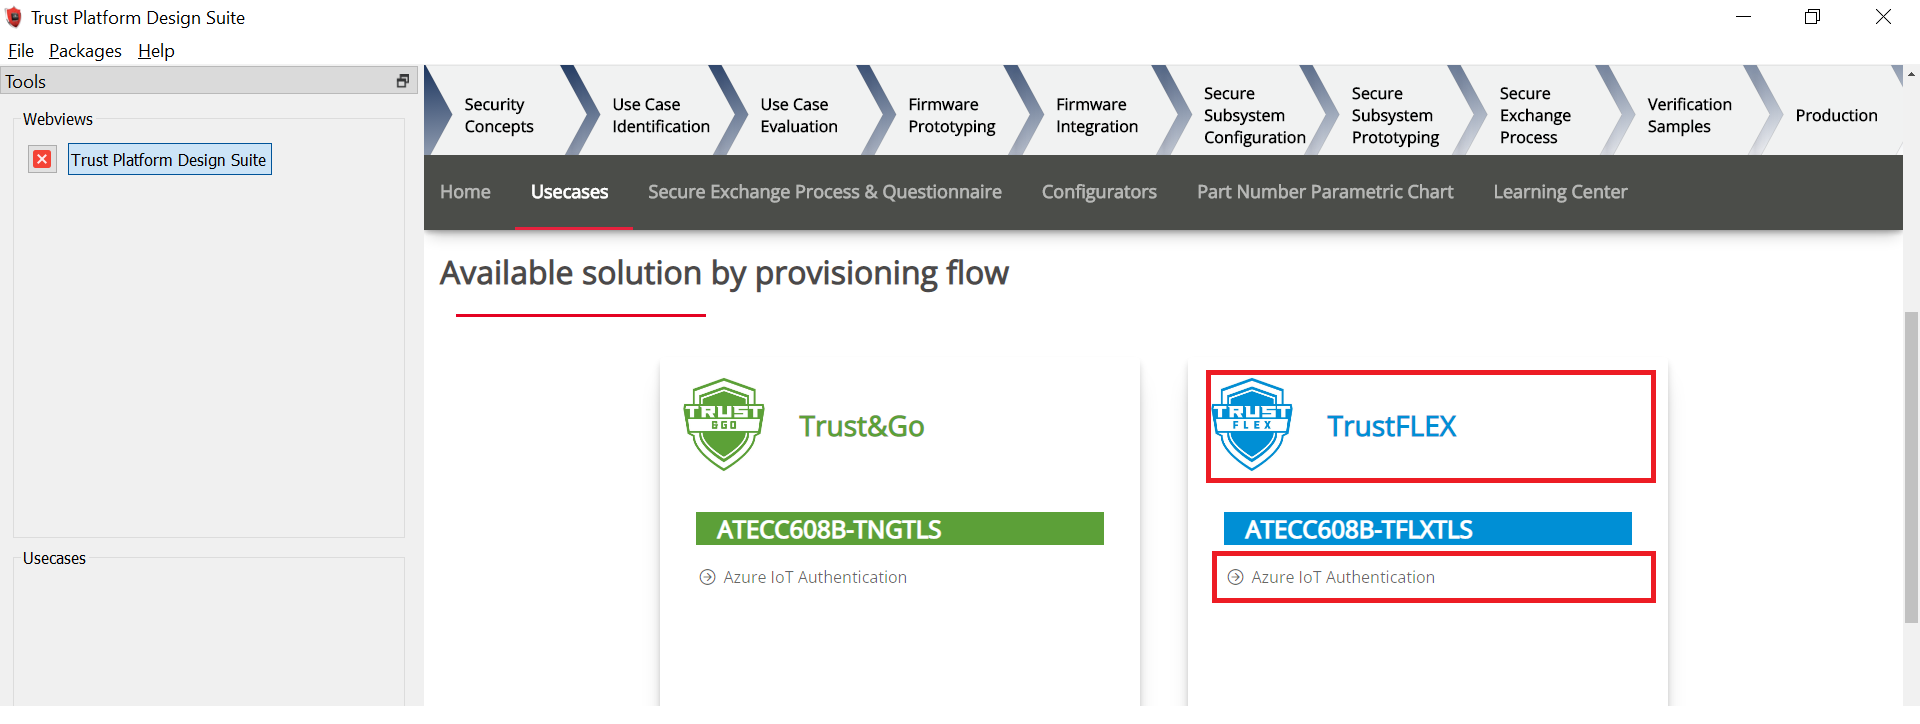 Trust Platform Design Suite
File Packages Help
Tools
Webviews
Trust Platform Design Suite
Usecases
Security
Concepts
Use Case
Identification
Use Case
Evaluation
Firmware
Prototyping
Firmware
Integration
Secure
Subsystem
Configuration
Secure
Subsystem
Prototyping
Secure
Exchange
Process
Verification
Samples
Production
Home Usecases Secure Exchange Process & Questionnaire Configurators Part Number Parametric Chart Learning Center
Available solution by provisioning flow
TRUST
&GO
Trust&Go
ATECC608B-TNGTLS
Azure IoT Authentication
TRUST
FLEX
TrustFLEX
ATECC608B-TFLXTLS
Azure IoT Authentication